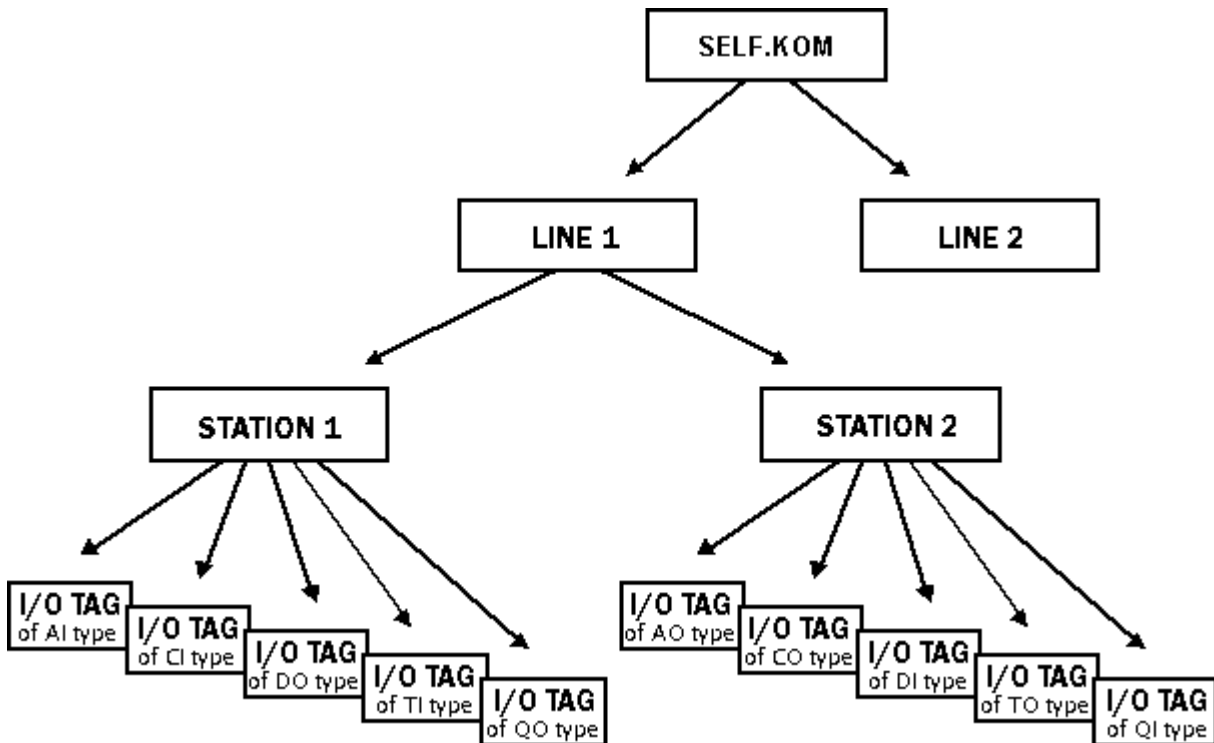 SELF.KOM
LINE 1
LINE 2
STATION 1
STATION 2
I/O TAG
of AI type
I/O TAG
of CI type
I/O TAG
of DO type
I/O TAG
of TI type
I/O TAG
of QO type
I/O TAG
of AO type
I/O TAG
of CO type
I/O TAG
of DI type
I/O TAG
of TO type
I/O TAG
of QI type